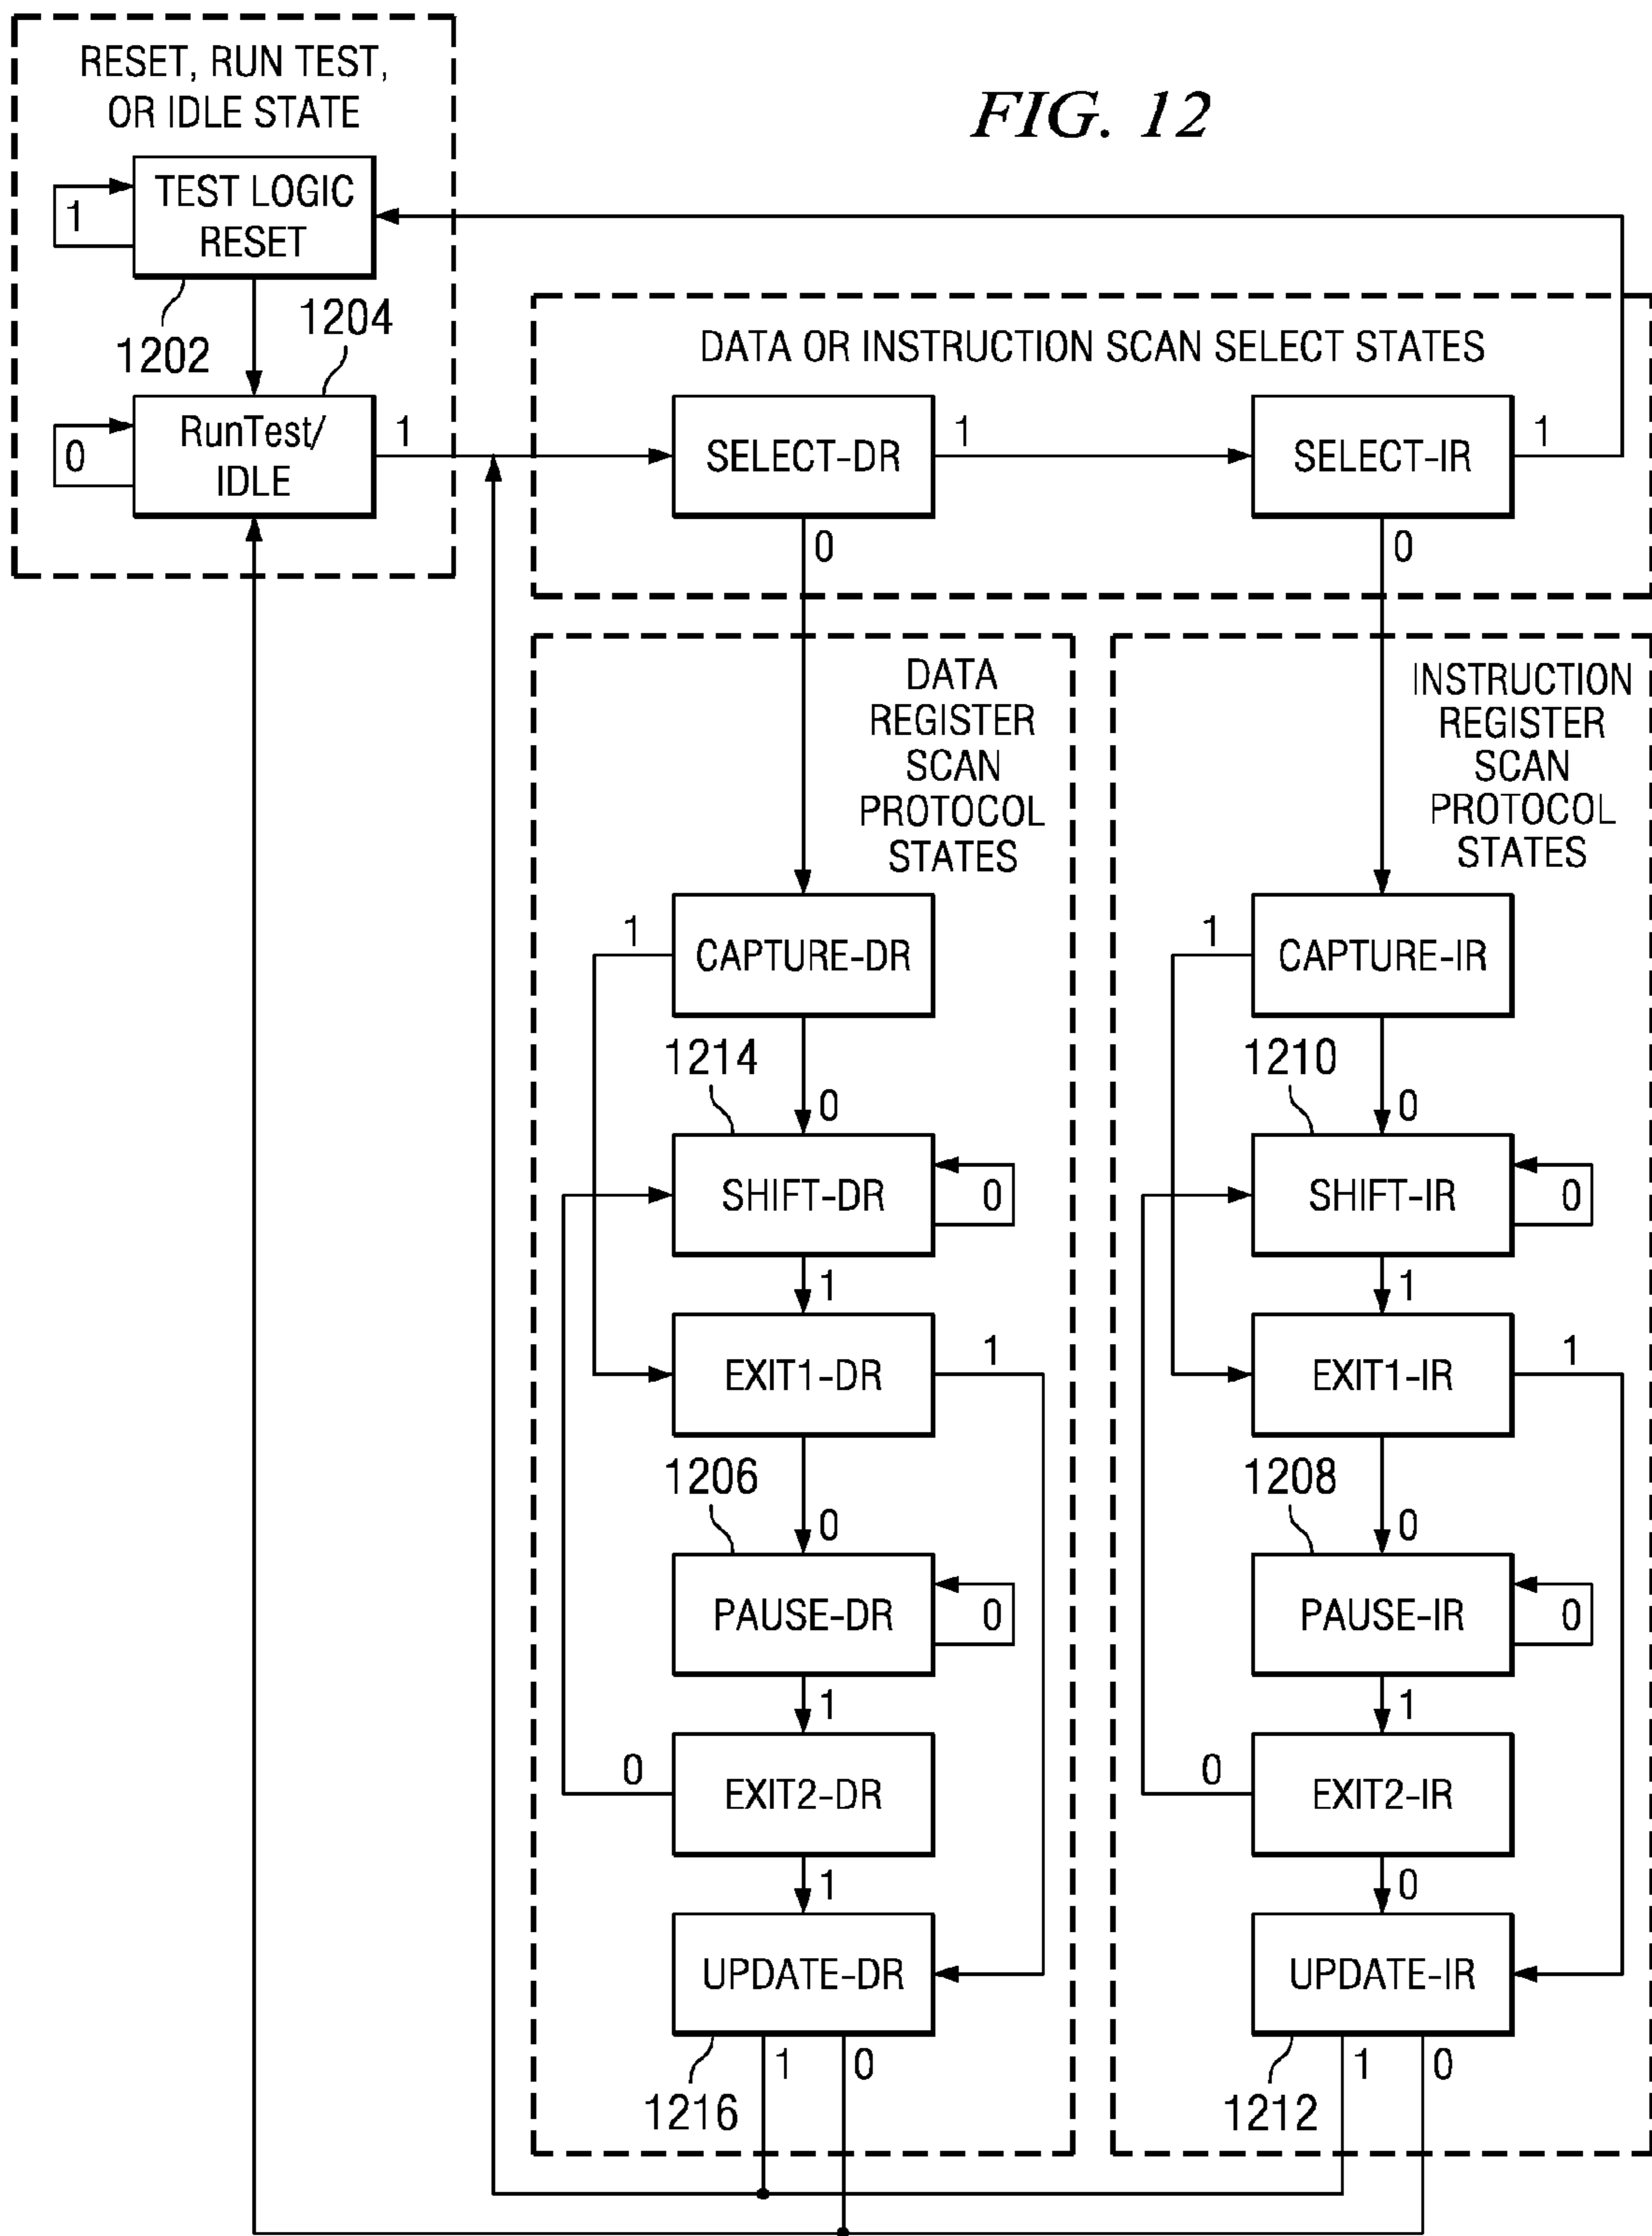 RESET, RUN TEST,
OR IDLE STATE
FIG. 12
TEST LOGIC
RESET
1
1202
1204
DATA OR INSTRUCTION SCAN SELECT STATES
RunTest/
IDLE
0
1
SELECT-DR
1
SELECT-IR
1
0
0
DATA
REGISTER
SCAN
PROTOCOL
STATES
1
CAPTURE-DR
1214
0
SHIFT-DR
0
1
EXIT1-DR
1
1206
0
PAUSE-DR
0
1
0
EXIT2-DR
1
UPDATE-DR
1
0
1216
INSTRUCTION
REGISTER
SCAN
PROTOCOL
STATES
1
CAPTURE-IR
1210
0
SHIFT-IR
0
1
EXIT1-IR
1
1208
0
PAUSE-IR
0
1
0
EXIT2-IR
0
UPDATE-IR
1
0
1212